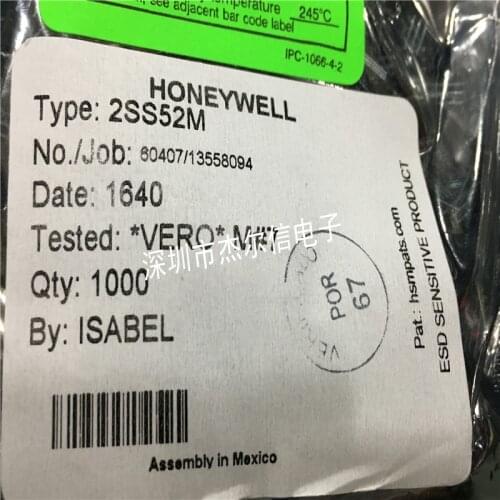 temperature
245°C
see adjacent bar code label
IPC-1066-4-2
HONEYWELL
Type: 2SS52M
No./Job: 60407/13558094
Date: 1640
Tested: *VERO* M#7
深圳市杰尔信电子
Qty: 1000
By: ISABEL
POR
67
Assembly in Mexico
Pat.: hsmpats.com
ESD SENSITIVE PRODUCT